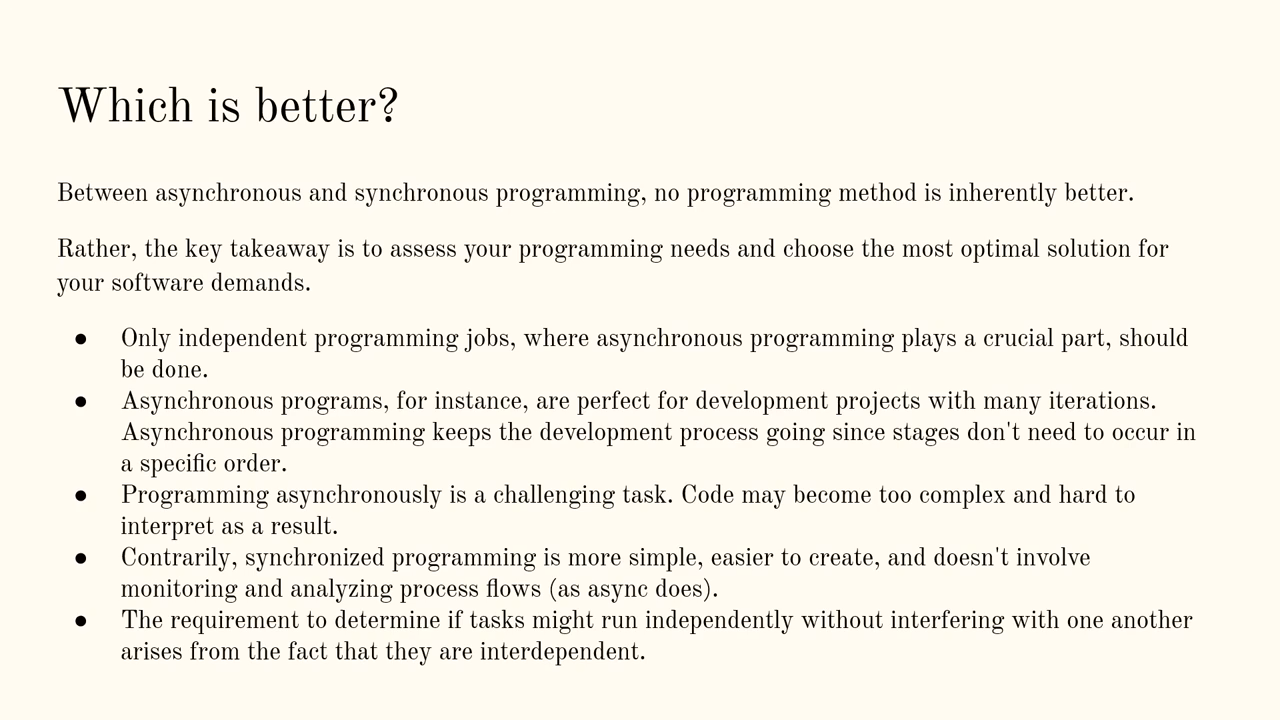 Which is better?
Between asynchronous and synchronous programming, no programming method is inherently better.
Rather, the key takeaway is to assess your programming needs and choose the most optimal solution for
your software demands.
● Only independent programming jobs, where asynchronous programming plays a crucial part, should
be done.
● Asynchronous programs, for instance, are perfect for development projects with many iterations.
Asynchronous programming keeps the development process going since stages don't need to occur in
a specific order.
● Programming asynchronously is a challenging task. Code may become too complex and hard to
interpret as a result.
● Contrarily, synchronized programming is more simple, easier to create, and doesn't involve
monitoring and analyzing process flows (as async does).
● The requirement to determine if tasks might run independently without interfering with one another
arises from the fact that they are interdependent.